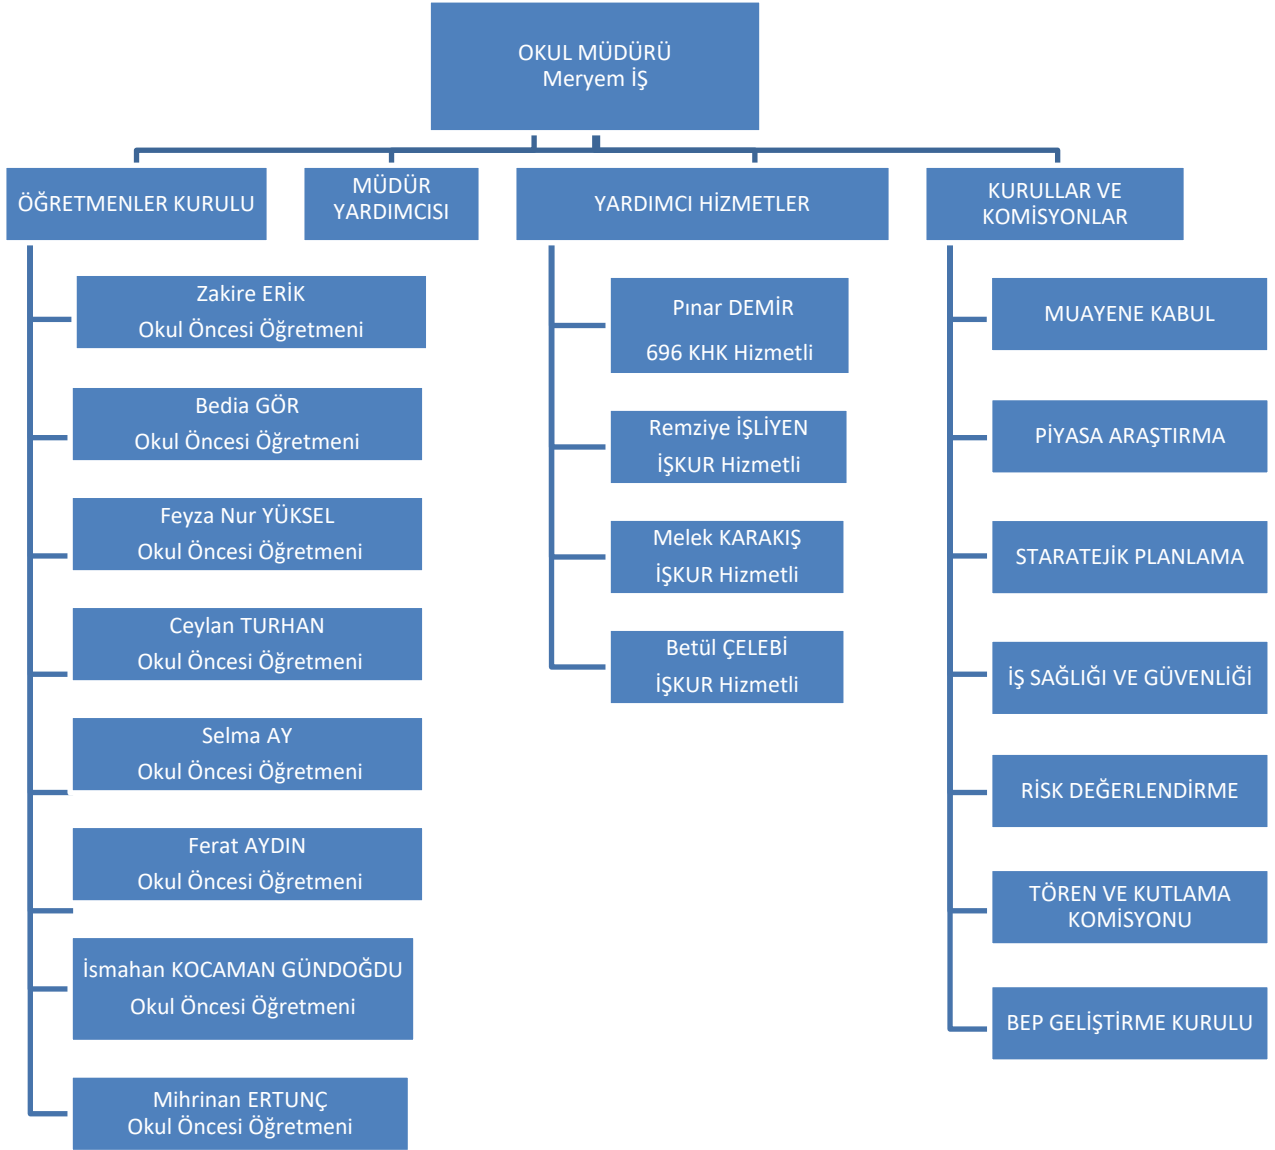 OKUL MÜDÜRÜ
Meryem İŞ
ÖĞRETMENLER KURULU
MÜDÜR
YARDIMCISI
YARDIMCI HİZMETLER
KURULLAR VE
KOMİSYONLAR
Zakire ERİK
Okul Öncesi Öğretmeni
Bedia GÖR
Okul Öncesi Öğretmeni
Feyza Nur YÜKSEL
Okul Öncesi Öğretmeni
Ceylan TURHAN
Okul Öncesi Öğretmeni
Selma AY
Okul Öncesi Öğretmeni
Ferat AYDIN
Okul Öncesi Öğretmeni
İsmahan KOCAMAN GÜNDOĞDU
Okul Öncesi Öğretmeni
Mihrinan ERTUNÇ
Okul Öncesi Öğretmeni
Pınar DEMİR
696 KHK Hizmetli
Remziye İŞLİYEN
İŞKUR Hizmetli
Melek KARAKIŞ
İŞKUR Hizmetli
Betül ÇELEBİ
İŞKUR Hizmetli
MUAYENE KABUL
PİYASA ARAŞTIRMA
STARATEJİK PLANLAMA
İŞ SAĞLIĞI VE GÜVENLİĞİ
RİSK DEĞERLENDİRME
TÖREN VE KUTLAMA
KOMİSYONU
BEP GELİŞTİRME KURULU